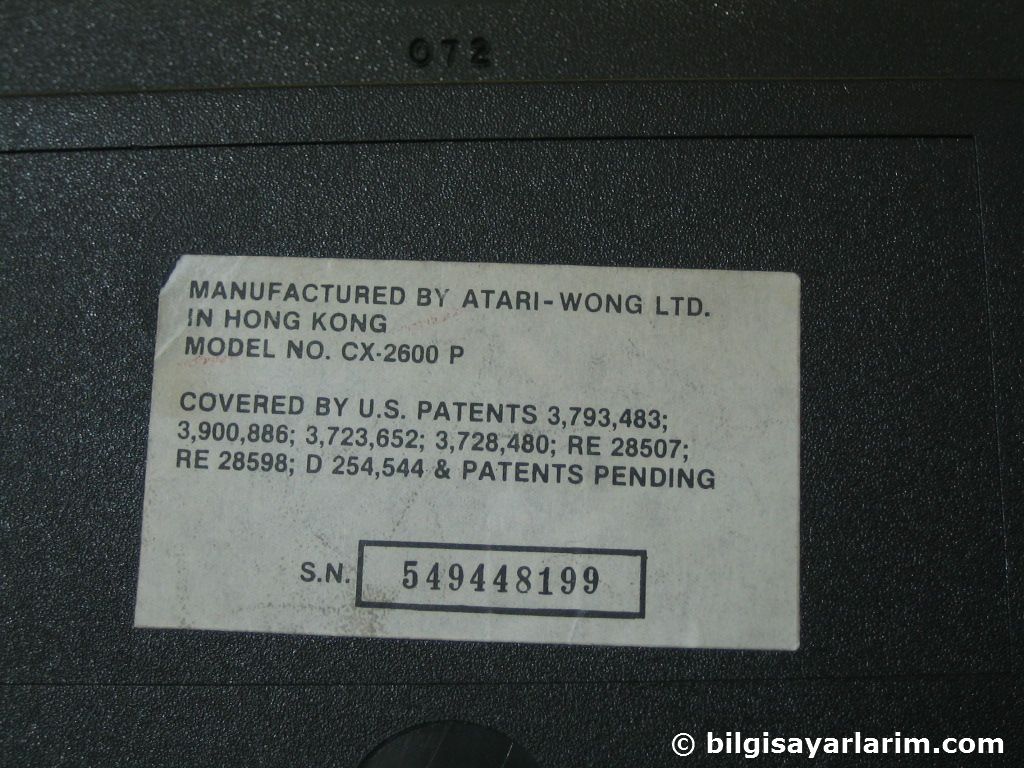 072
MANUFACTURED BY ATARI-WONG LTD.
IN HONG KONG
MODEL NO. CX-2600 P
COVERED BY U.S. PATENTS 3,793,483;
3,900,886; 3,723,652; 3,728,480; RE 28507;
RE 28598; D 254,544 & PATENTS PENDING
S.N. 549448199
© bilgisayarlarim.com